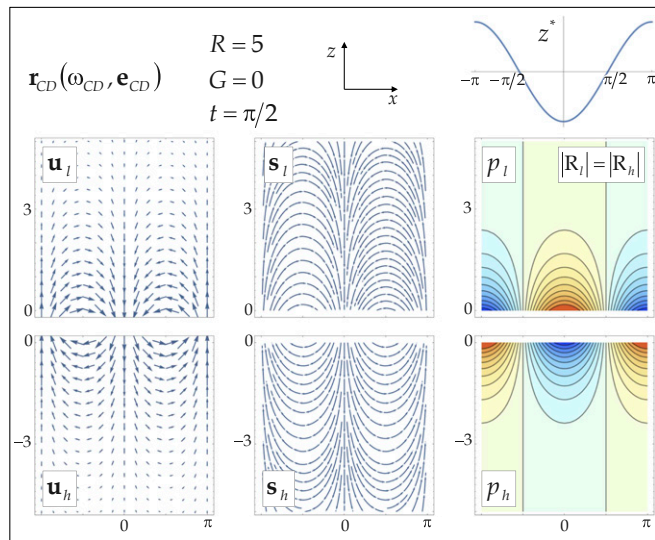 𝐫_CD(ω_CD, 𝐞_CD)
R = 5
G = 0
t = π/2
z
x
z*
−π −π/2 π/2 π
𝐮_l 𝐬_l p_l |R_l| = |R_h|
3 3 3
0 0 0
0 0 0
−3 −3 −3
𝐮_h 𝐬_h p_h
0 π 0 π 0 π